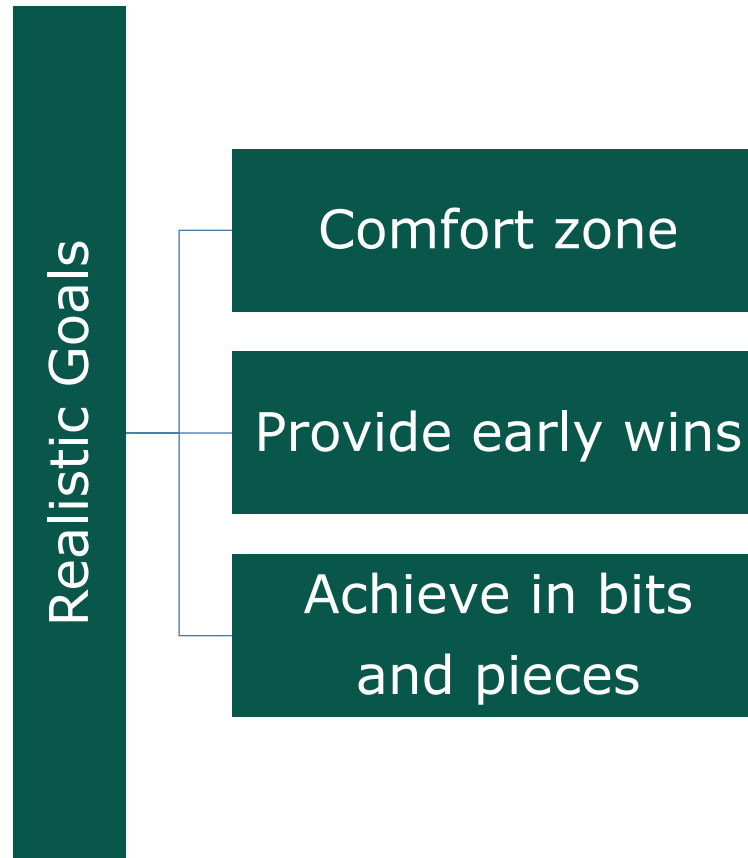 Realistic Goals
Comfort zone
Provide early wins
Achieve in bits
and pieces